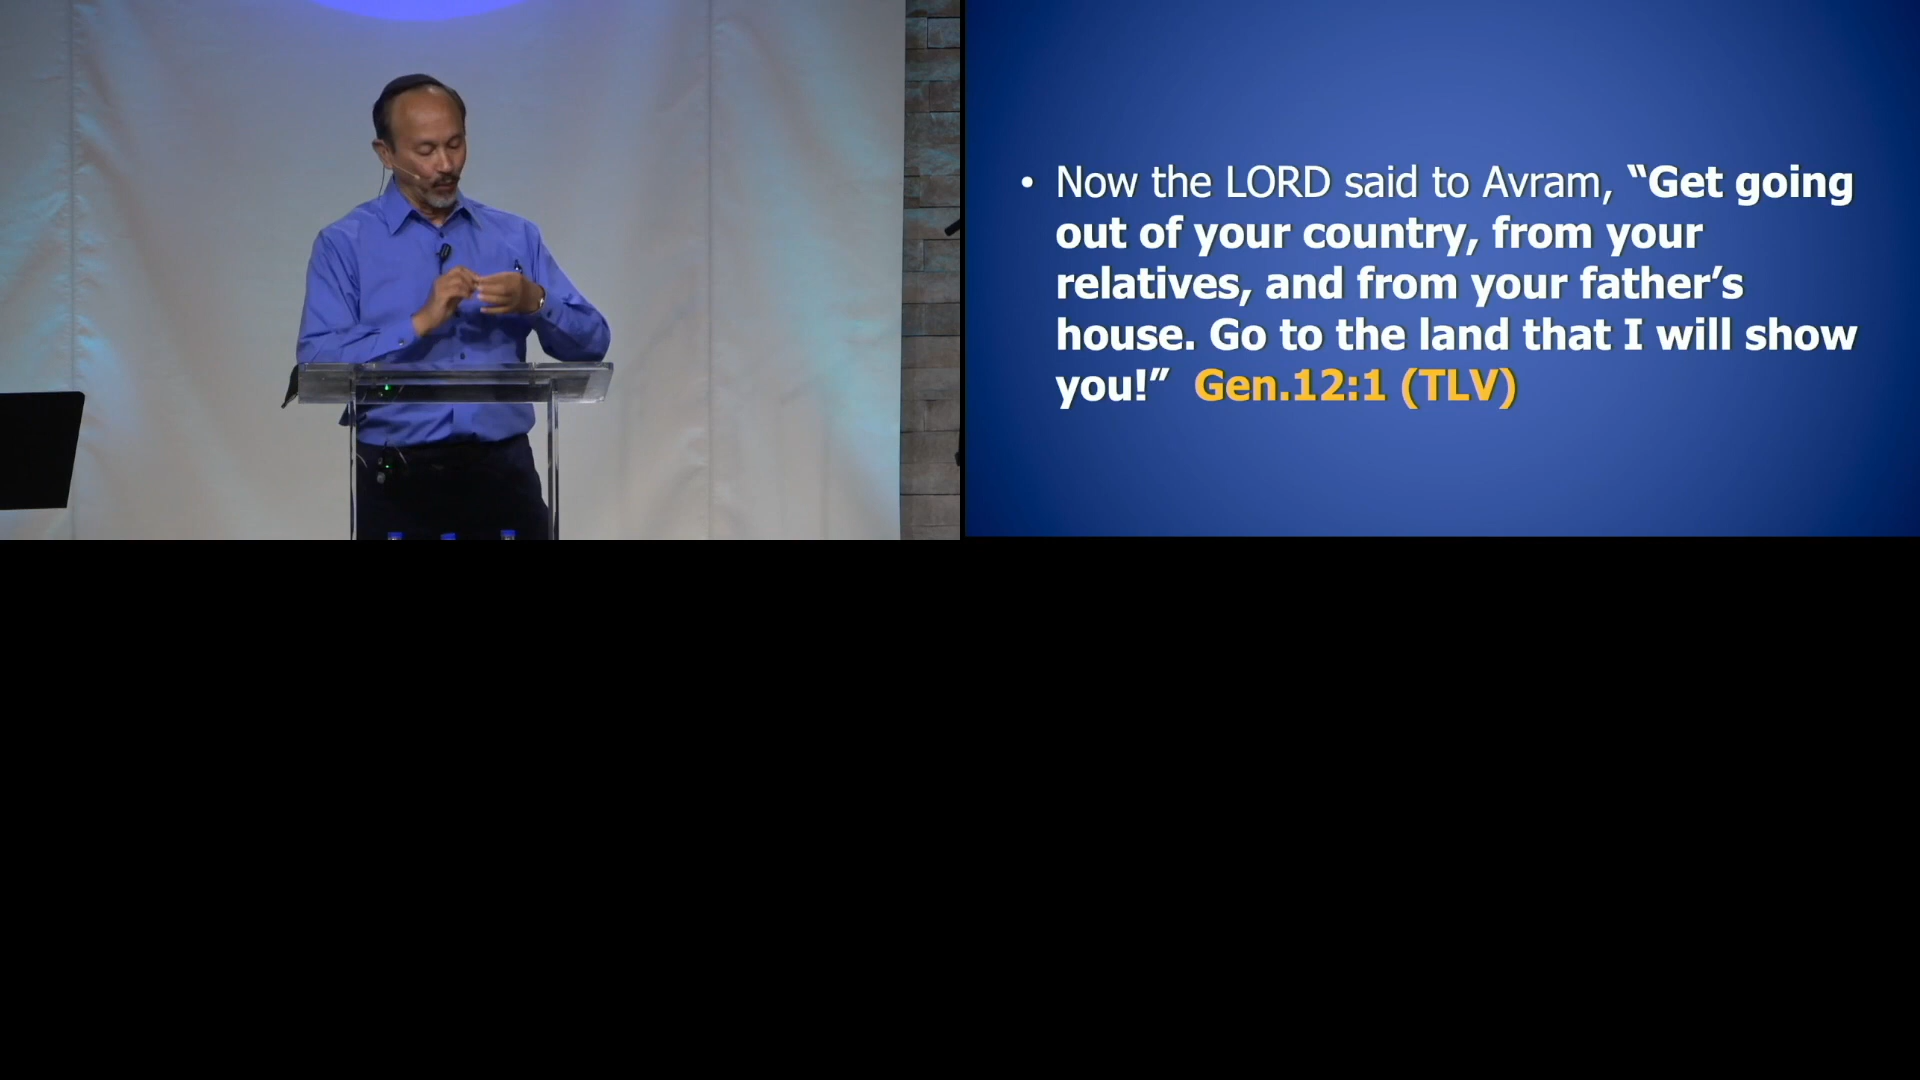 • Now the LORD said to Avram, “Get going
out of your country, from your
relatives, and from your father’s
house. Go to the land that I will show
you!” Gen.12:1 (TLV)